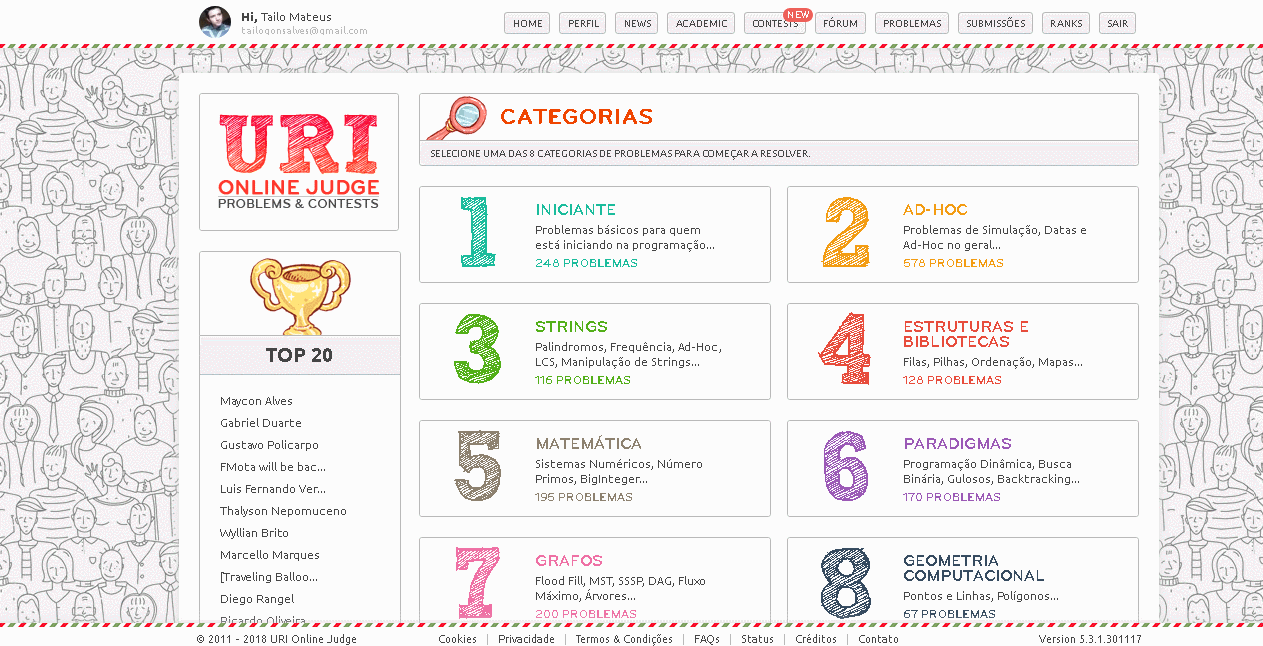 Hi, Tailo Mateus
tailogonsalves@gmail.com
HOME PERFIL NEWS ACADEMIC CONTESTS NEW FÓRUM PROBLEMAS SUBMISSÕES RANKS SAIR
URI
ONLINE JUDGE
PROBLEMS & CONTESTS
TOP 20
Maycon Alves
Gabriel Duarte
Gustavo Policarpo
FMota will be bac...
Luis Fernando Ver...
Thalyson Nepomuceno
Wyllian Brito
Marcello Marques
[Traveling Balloo...
Diego Rangel
Ricardo Oliveira
CATEGORIAS
SELECIONE UMA DAS 8 CATEGORIAS DE PROBLEMAS PARA COMEÇAR A RESOLVER.
1
INICIANTE
Problemas básicos para quem
está iniciando na programação...
248 PROBLEMAS
2
AD-HOC
Problemas de Simulação, Datas e
Ad-Hoc no geral...
578 PROBLEMAS
3
STRINGS
Palindromos, Frequência, Ad-Hoc,
LCS, Manipulação de Strings...
116 PROBLEMAS
4
ESTRUTURAS E
BIBLIOTECAS
Filas, Pilhas, Ordenação, Mapas...
128 PROBLEMAS
5
MATEMÁTICA
Sistemas Numéricos, Número
Primos, BigInteger...
195 PROBLEMAS
6
PARADIGMAS
Programação Dinâmica, Busca
Binária, Gulosos, Backtracking...
170 PROBLEMAS
7
GRAFOS
Flood Fill, MST, SSSP, DAG, Fluxo
Máximo, Árvores...
200 PROBLEMAS
8
GEOMETRIA
COMPUTACIONAL
Pontos e Linhas, Polígonos...
67 PROBLEMAS
© 2011 - 2018 URI Online Judge
Cookies | Privacidade | Termos & Condições | FAQs | Status | Créditos | Contato
Version 5.3.1.301117